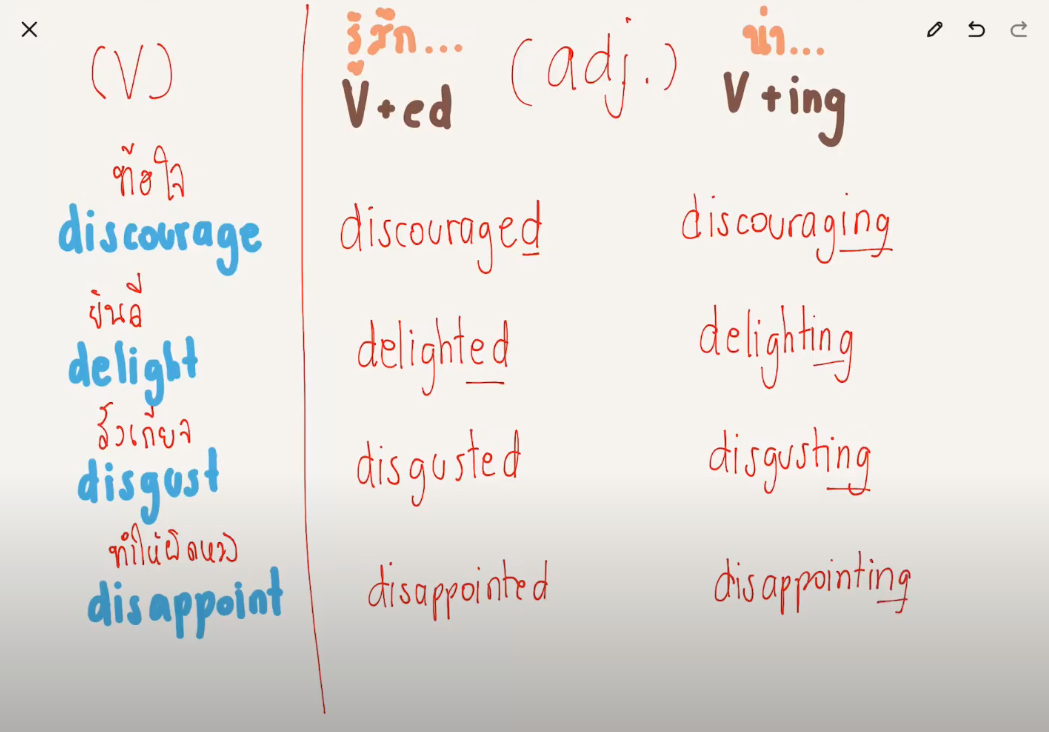 (V)
รู้สึก...
V+ed
(adj.)
น่า...
V+ing
ท้อใจ
discourage
discouraged
discouraging
ยินดี
delight
delighted
delighting
รังเกียจ
disgust
disgusted
disgusting
ทำให้ผิดหวัง
disappoint
disappointed
disappointing